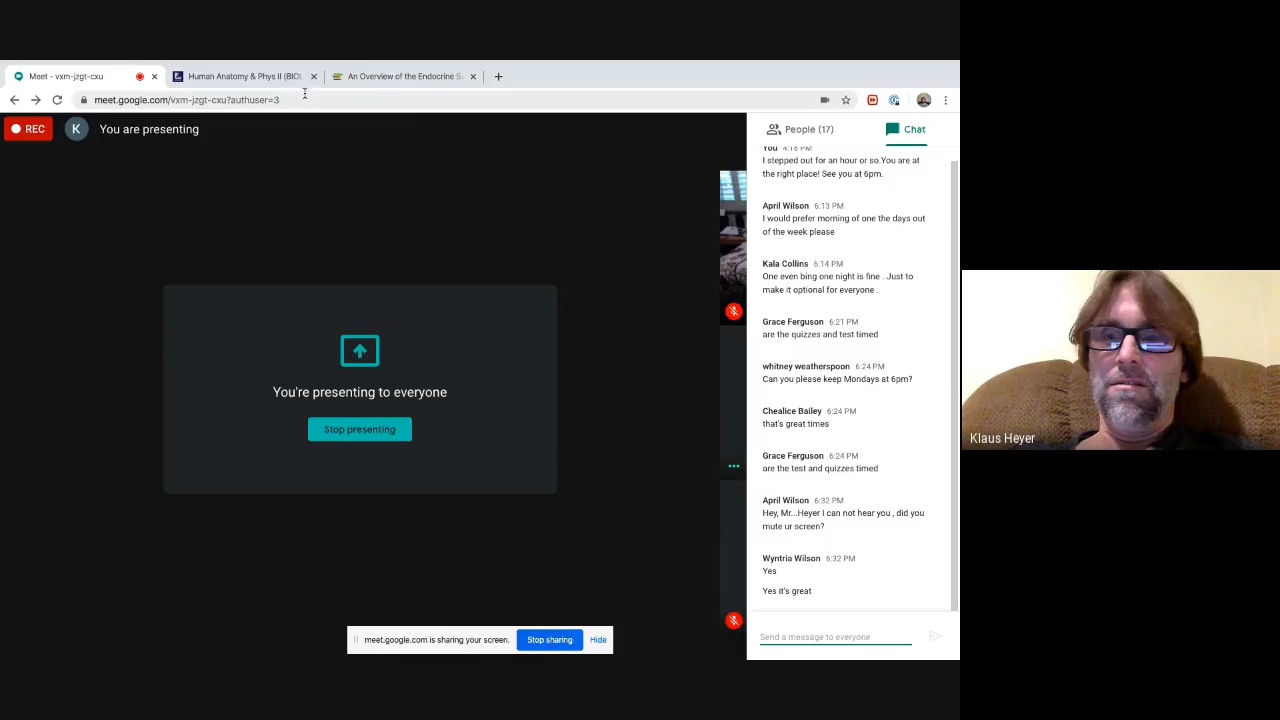 Meet - vxm-jzgt-cxu
Human Anatomy & Phys II (BIOL
An Overview of the Endocrine Sy
meet.google.com/vxm-jzgt-cxu?authuser=3
REC
K
You are presenting
People (17)
Chat
You 4:18 PM
I stepped out for an hour or so.You are at
the right place! See you at 6pm.
April Wilson 6:13 PM
I would prefer morning of one the days out
of the week please
Kala Collins 6:14 PM
One even bing one night is fine . Just to
make it optional for everyone .
Grace Ferguson 6:21 PM
are the quizzes and test timed
whitney weatherspoon 6:24 PM
Can you please keep Mondays at 6pm?
Chealice Bailey 6:24 PM
that's great times
Grace Ferguson 6:24 PM
are the test and quizzes timed
April Wilson 6:32 PM
Hey, Mr...Heyer I can not hear you , did you
mute ur screen?
Wyntria Wilson 6:32 PM
Yes
Yes it's great
Send a message to everyone
You're presenting to everyone
Stop presenting
meet.google.com is sharing your screen.
Stop sharing
Hide
Klaus Heyer